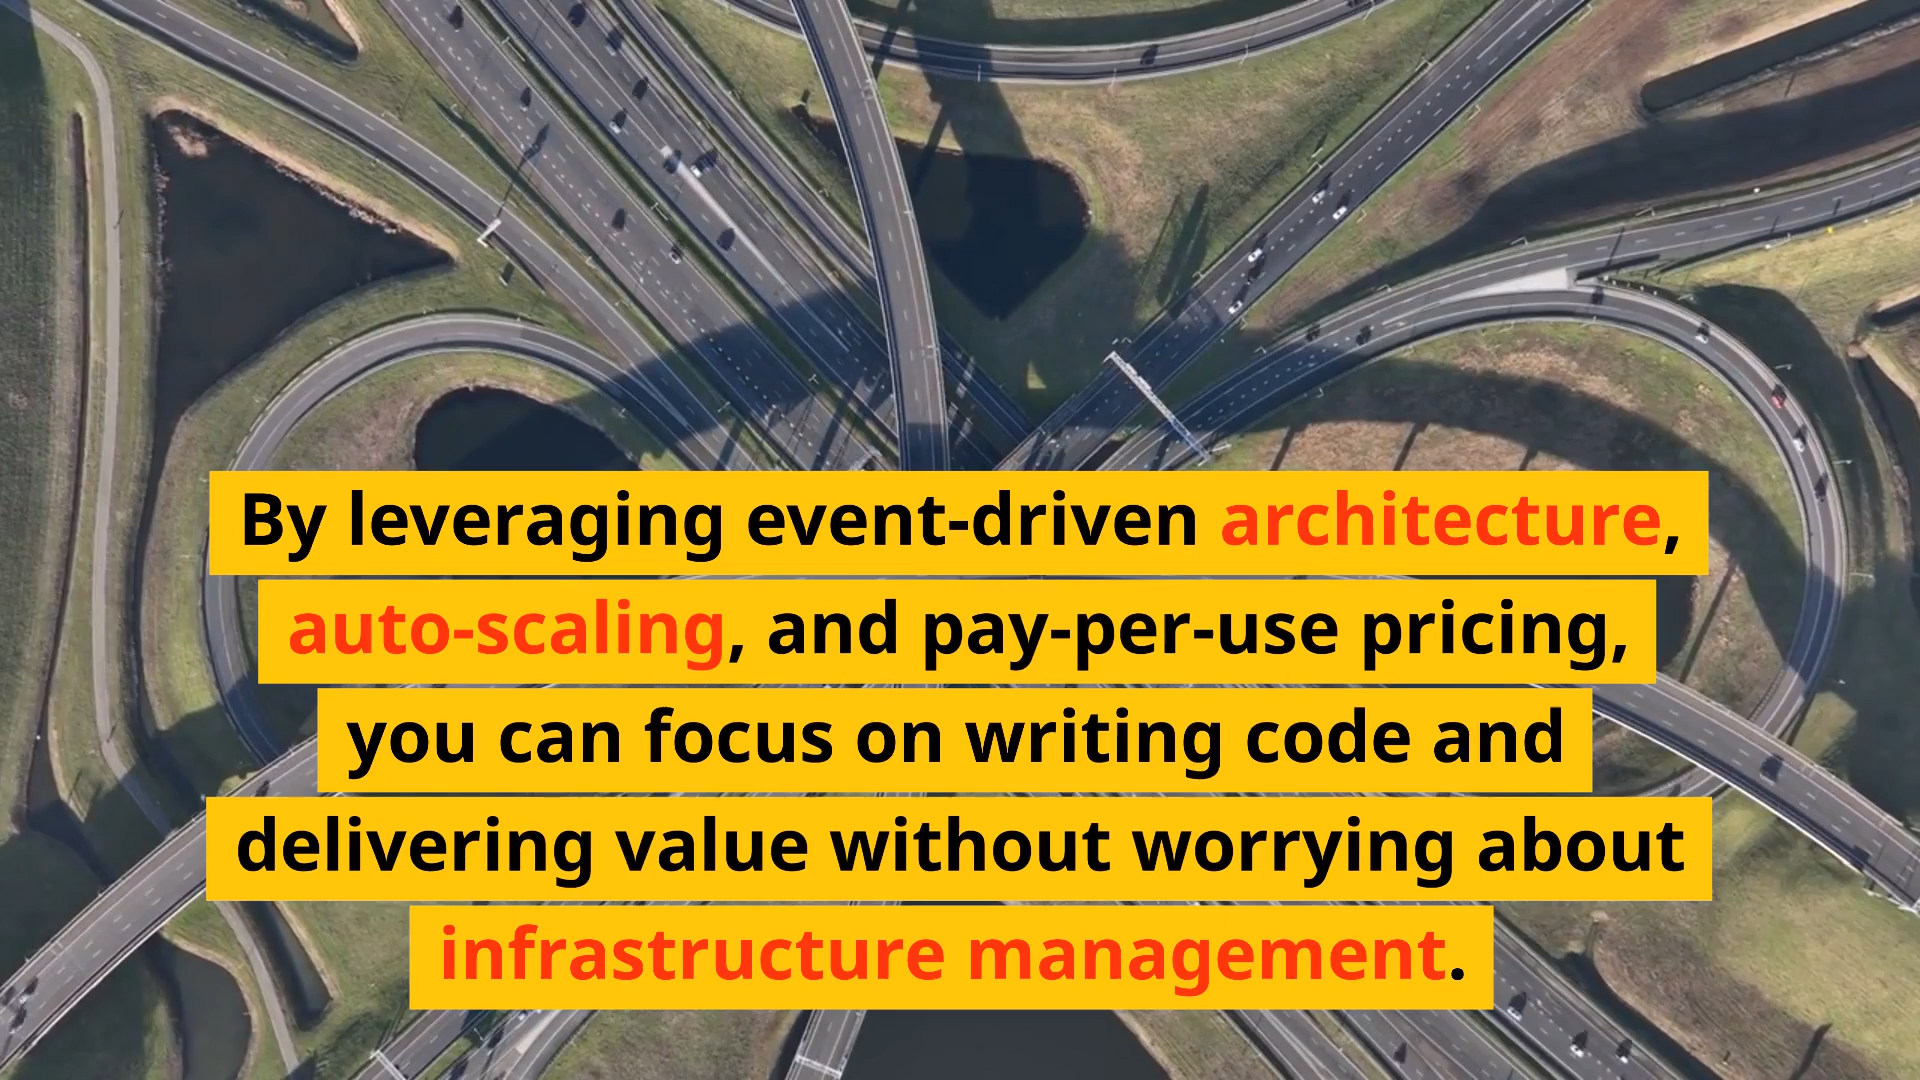 By leveraging event-driven architecture,
auto-scaling, and pay-per-use pricing,
you can focus on writing code and
delivering value without worrying about
infrastructure management.